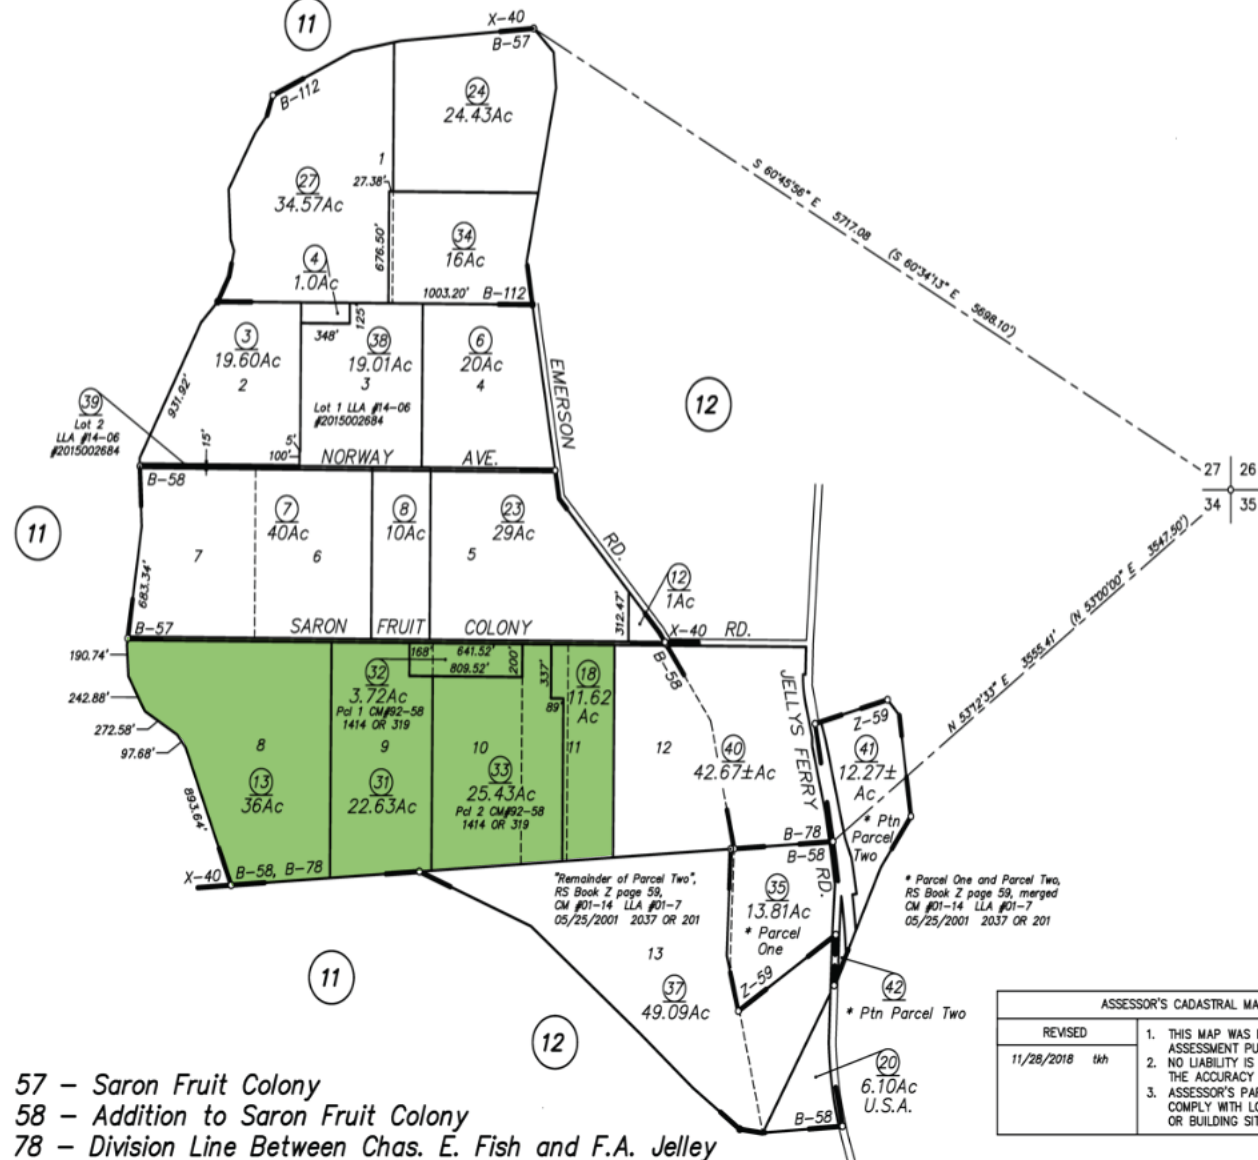 11
X-40
B-57
B-112
24
24.43Ac
1
27.38'
27
34.57Ac
676.50'
34
16Ac
4
1.0Ac
1003.20'
B-112
S 60°45'56" E 5717.08
(S 60°34'13" E 5698.10')
125'
348'
3
19.60Ac
2
38
19.01Ac
3
6
20Ac
4
EMERSON
RD.
12
931.92'
39
Lot 2
LLA #14-06
#2015002684
Lot 1 LLA #14-06
#2015002684
15'
5'
100'
NORWAY AVE.
B-58
27 26
34 35
11
7
40Ac
8
10Ac
23
29Ac
7
6
5
683.34'
12
1Ac
312.47'
N 53°12'33" E 3555.41'
(N 53°00'00" E 3547.50')
B-57
SARON FRUIT COLONY RD.
X-40
B-58
190.74'
242.88'
272.58'
97.68'
893.64'
168'
641.52'
809.52'
200'
337'
89'
32
3.72Ac
Pcl 1 CM#92-58
1414 OR 319
18
11.62
Ac
8
9
10
11
12
13
36Ac
31
22.63Ac
33
25.43Ac
Pcl 2 CM#92-58
1414 OR 319
40
42.67±Ac
JELLYS FERRY
RD.
Z-59
41
12.27±
Ac
* Ptn
Parcel
Two
X-40
B-58, B-78
B-78
B-58
"Remainder of Parcel Two",
RS Book Z page 59,
CM #01-14 LLA #01-7
05/25/2001 2037 OR 201
35
13.81Ac
* Parcel
One
* Parcel One and Parcel Two,
RS Book Z page 59, merged
CM #01-14 LLA #01-7
05/25/2001 2037 OR 201
13
11
Z-59
37
49.09Ac
42
* Ptn Parcel Two
12
20
6.10Ac
U.S.A.
B-58
ASSESSOR'S CADASTRAL MA
REVISED
11/28/2018 tkh
1. THIS MAP WAS
ASSESSMENT PU
2. NO LIABILITY IS
THE ACCURACY
3. ASSESSOR'S PAR
COMPLY WITH LO
OR BUILDING SIT
57 – Saron Fruit Colony
58 – Addition to Saron Fruit Colony
78 – Division Line Between Chas. E. Fish and F.A. Jelley